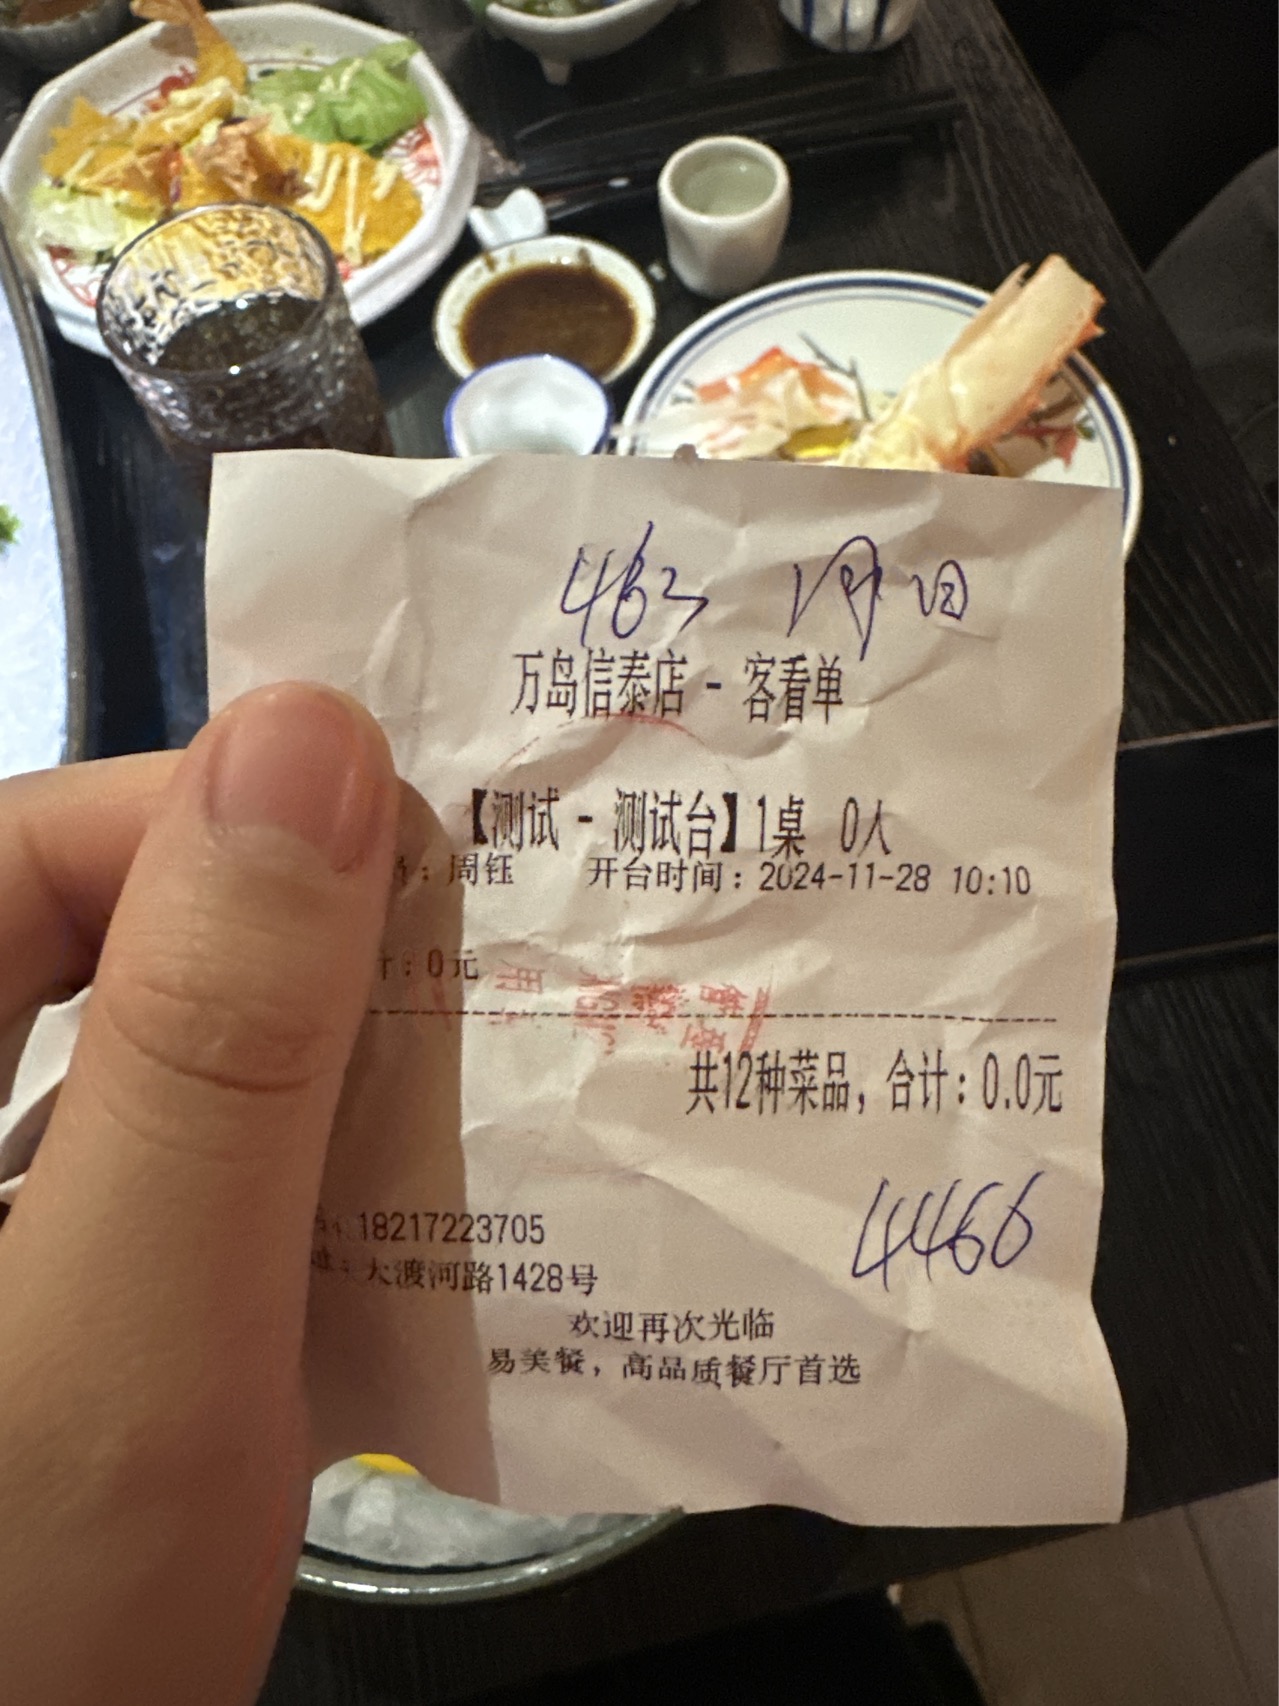 463
万岛信泰店 - 客看单
【测试 - 测试台】1桌 0人
：周钰 开台时间：2024-11-28 10:10
计：0元
共12种菜品，合计：0.0元
4466
18217223705
大渡河路1428号
欢迎再次光临
易美餐，高品质餐厅首选